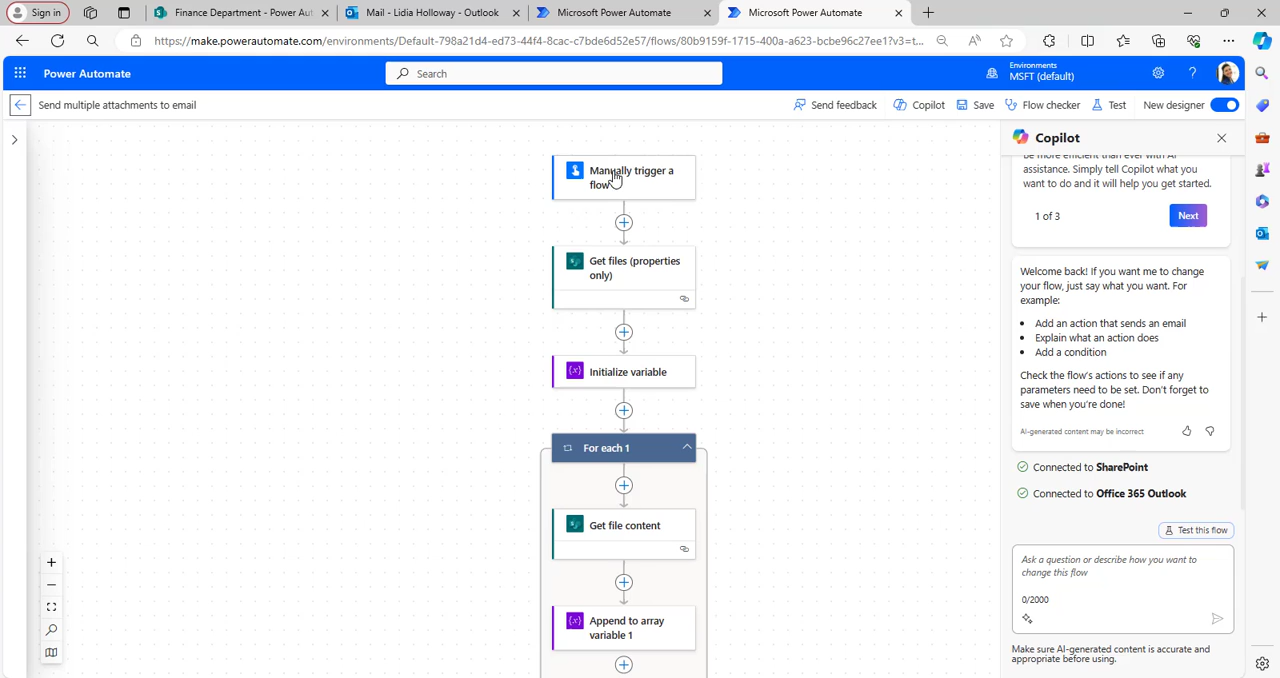 Sign in
Finance Department - Power Aut
Mail - Lidia Holloway - Outlook
Microsoft Power Automate
Microsoft Power Automate
https://make.powerautomate.com/environments/Default-798a21d4-ed73-44f4-8cac-c7bde6d52e57/flows/80b9159f-1715-400a-a623-bcbe96c27ee1?v3=t...
Power Automate
Search
Environments
MSFT (default)
Send multiple attachments to email
Send feedback
Copilot
Save
Flow checker
Test
New designer
Manually trigger a
flow
Get files (properties
only)
Initialize variable
For each 1
Get file content
Append to array
variable 1
Copilot
be more efficient than ever with AI
assistance. Simply tell Copilot what you
want to do and it will help you get started.
1 of 3
Next
Welcome back! If you want me to change
your flow, just say what you want. For
example:
• Add an action that sends an email
• Explain what an action does
• Add a condition
Check the flow's actions to see if any
parameters need to be set. Don't forget to
save when you're done!
AI-generated content may be incorrect
Connected to SharePoint
Connected to Office 365 Outlook
Test this flow
Ask a question or describe how you want to
change this flow
0/2000
Make sure AI-generated content is accurate and
appropriate before using.